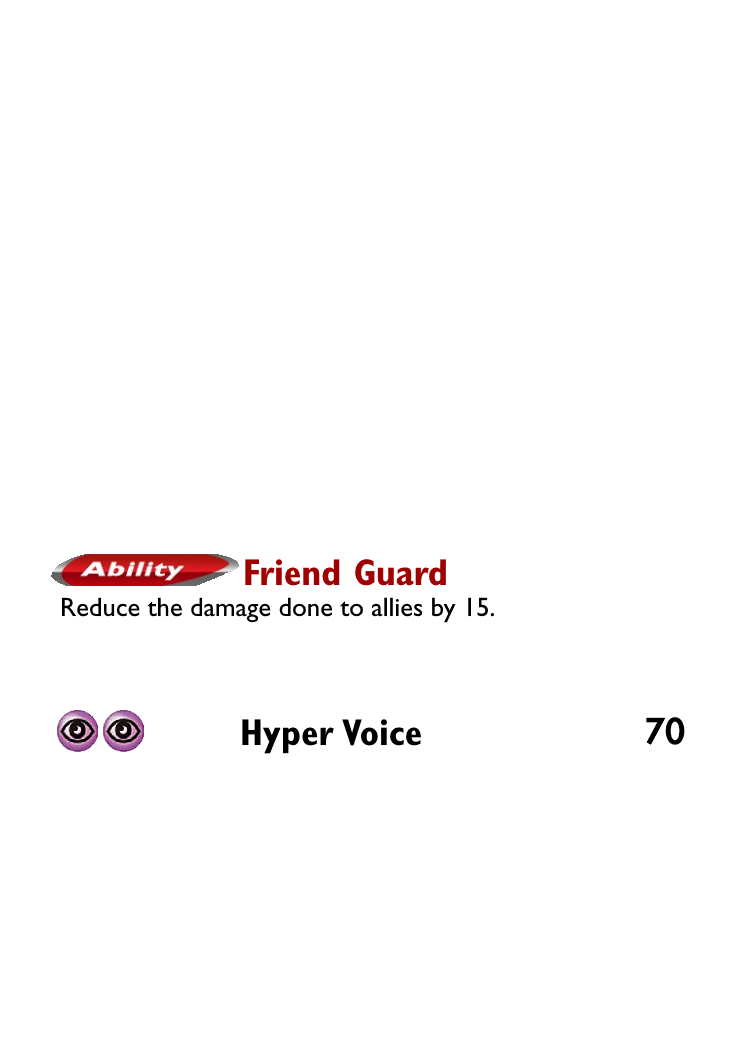 Ability Friend Guard
Reduce the damage done to allies by 15.
Hyper Voice 70